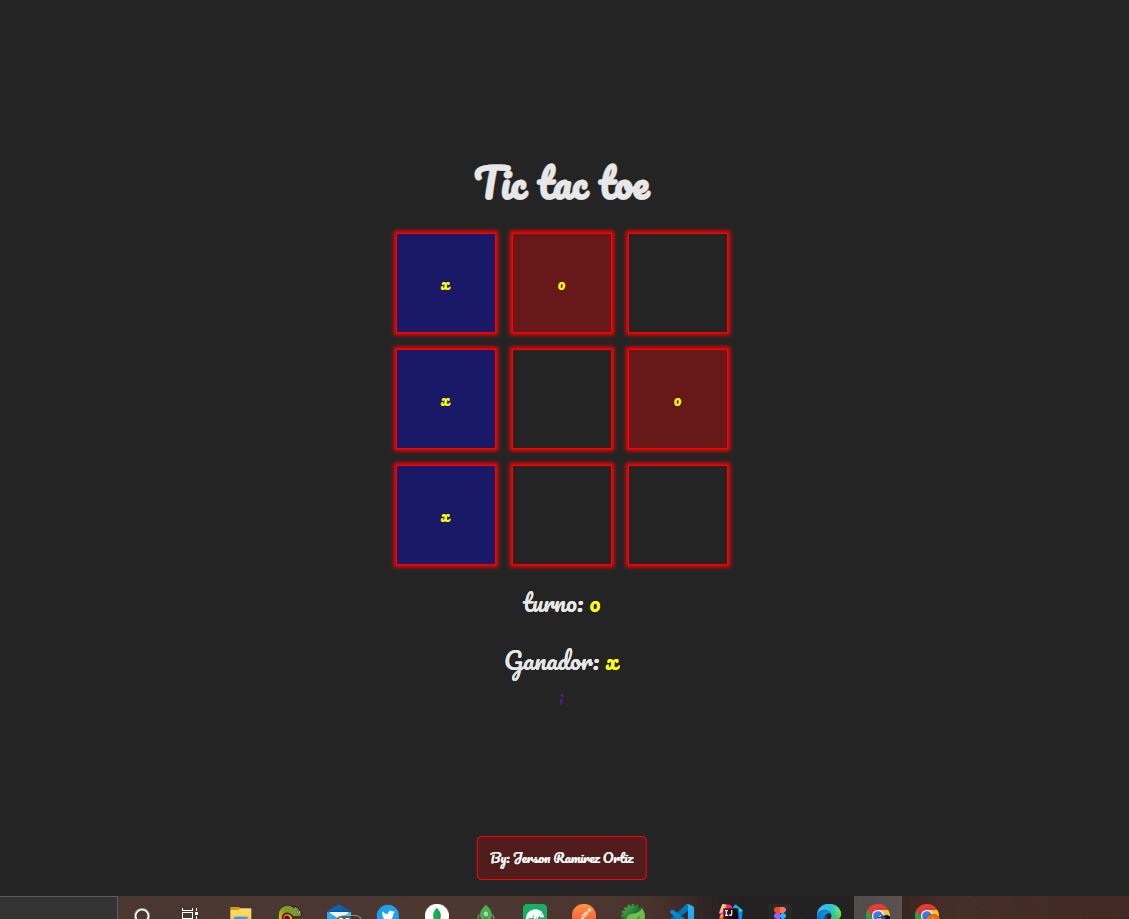 Tic tac toe
x o
x o
x
turno: o
Ganador: x
;
By: Jerson Ramirez Ortiz